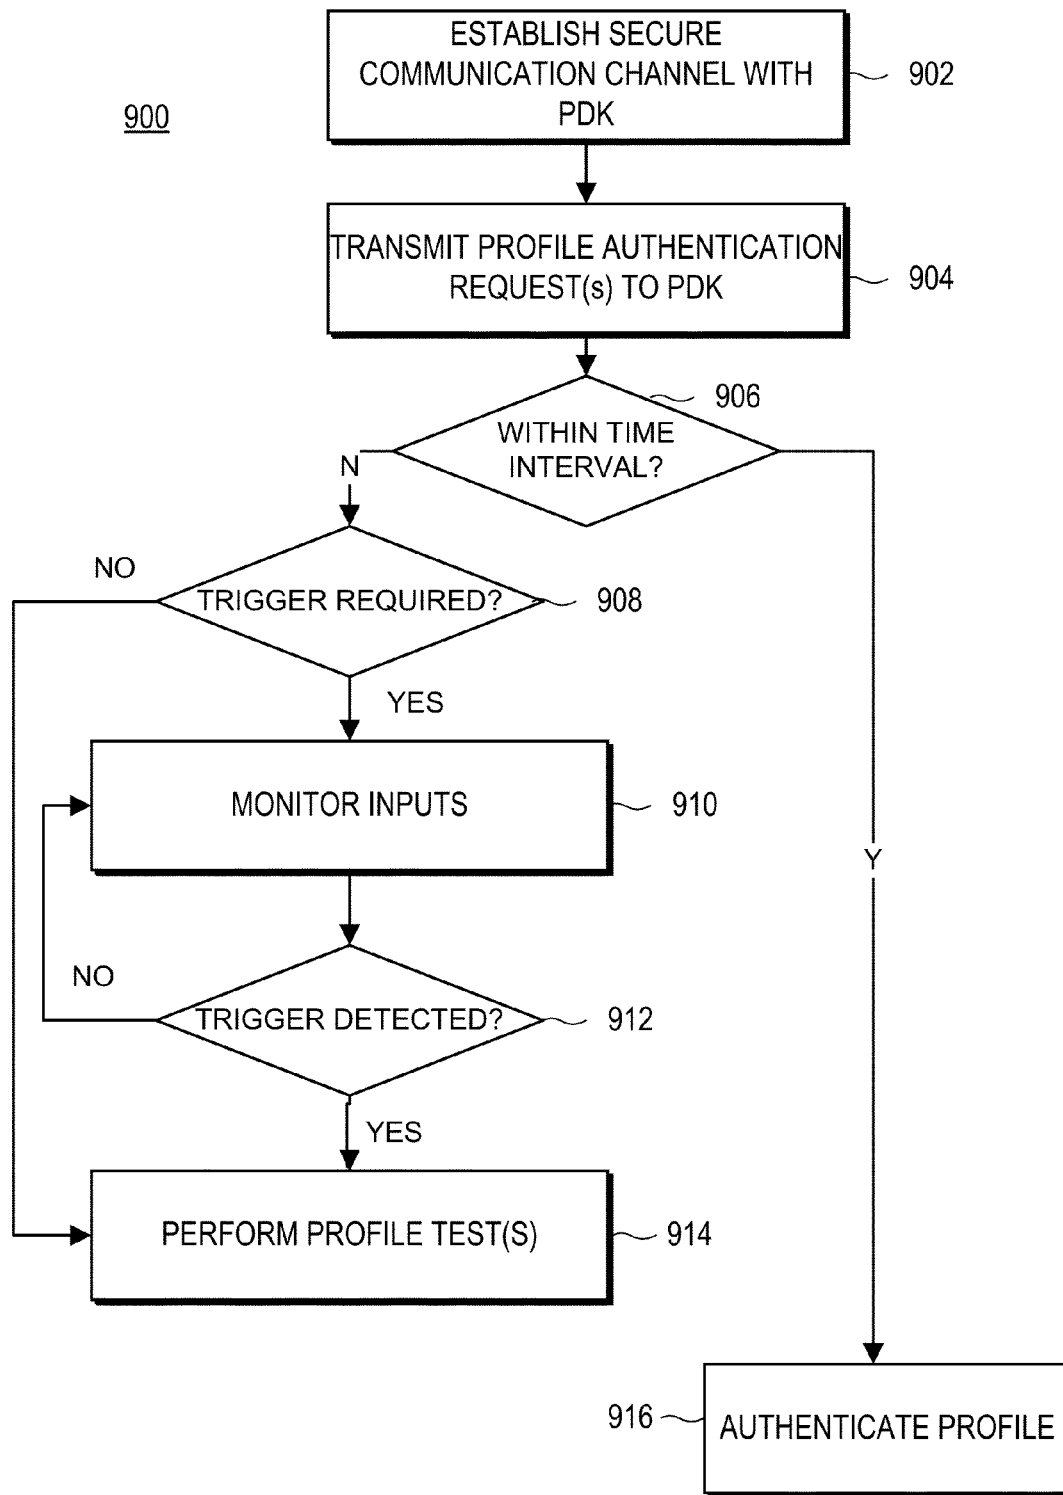 900
ESTABLISH SECURE
COMMUNICATION CHANNEL WITH
PDK
902
TRANSMIT PROFILE AUTHENTICATION
REQUEST(s) TO PDK
904
906
WITHIN TIME
INTERVAL?
N
NO
TRIGGER REQUIRED?
908
YES
MONITOR INPUTS
910
Y
NO
TRIGGER DETECTED?
912
YES
PERFORM PROFILE TEST(S)
914
916
AUTHENTICATE PROFILE